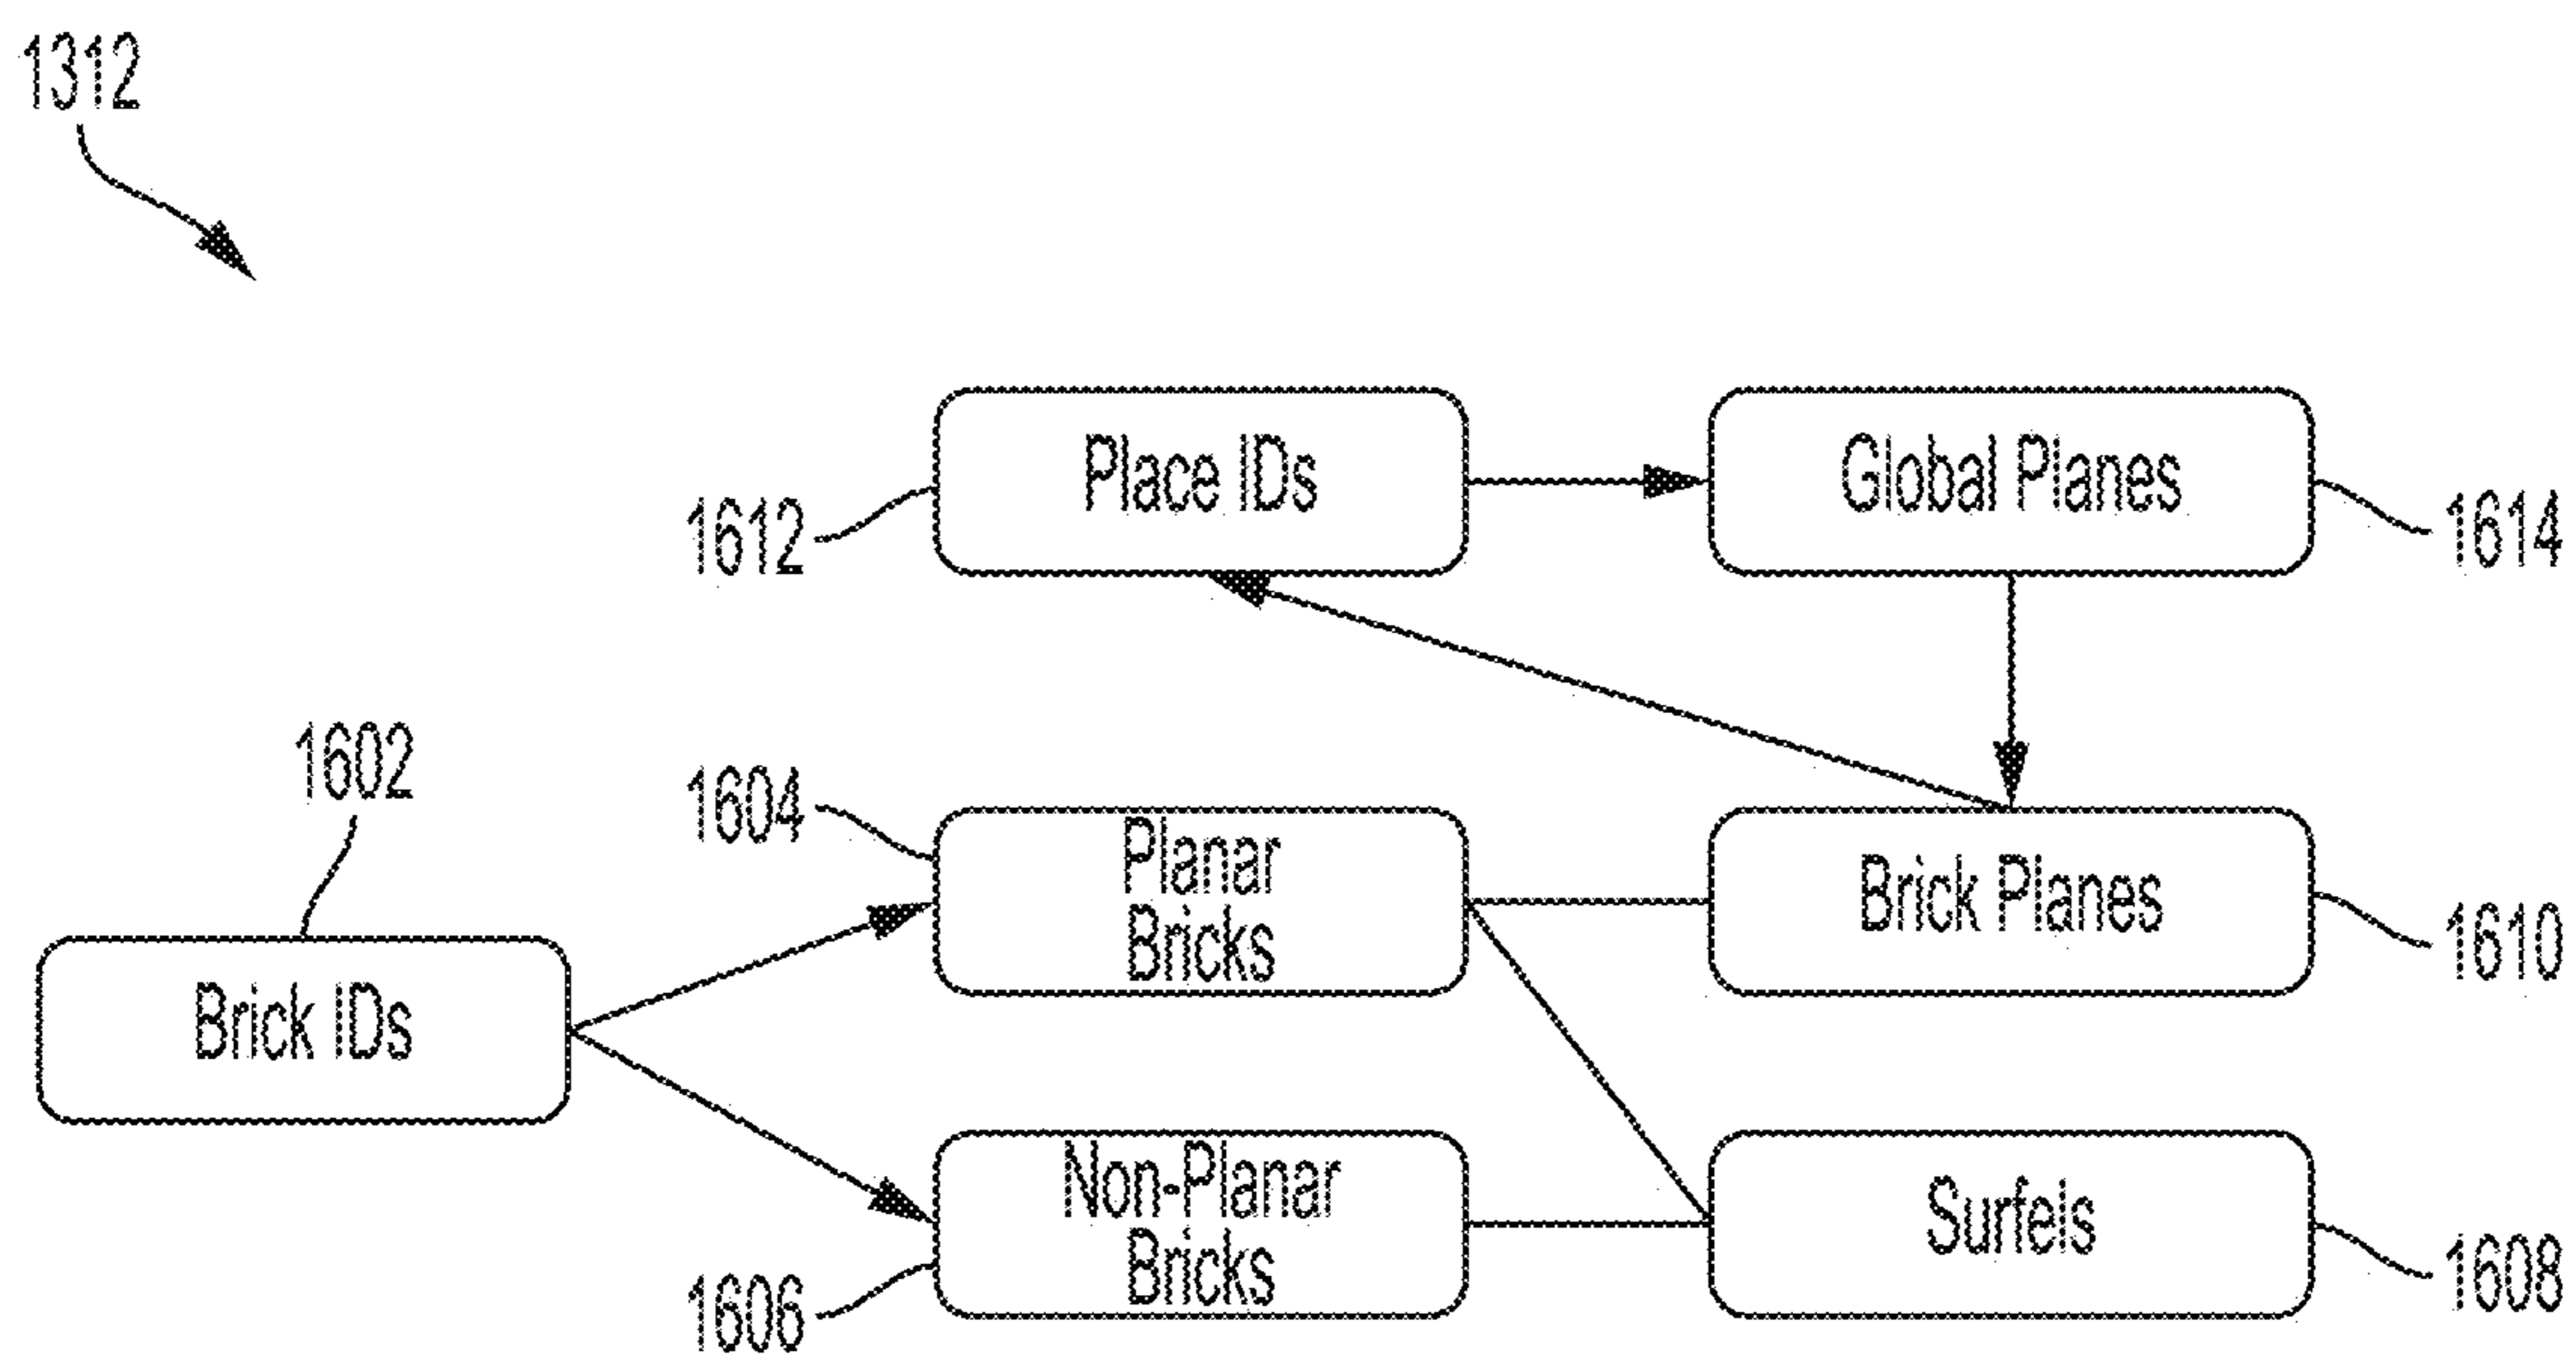 1312
Place IDs
Global Planes
1612
1614
1602
1604
Planar
Bricks
Brick Planes
1610
Brick IDs
Non-Planar
Bricks
Surfels
1606
1608